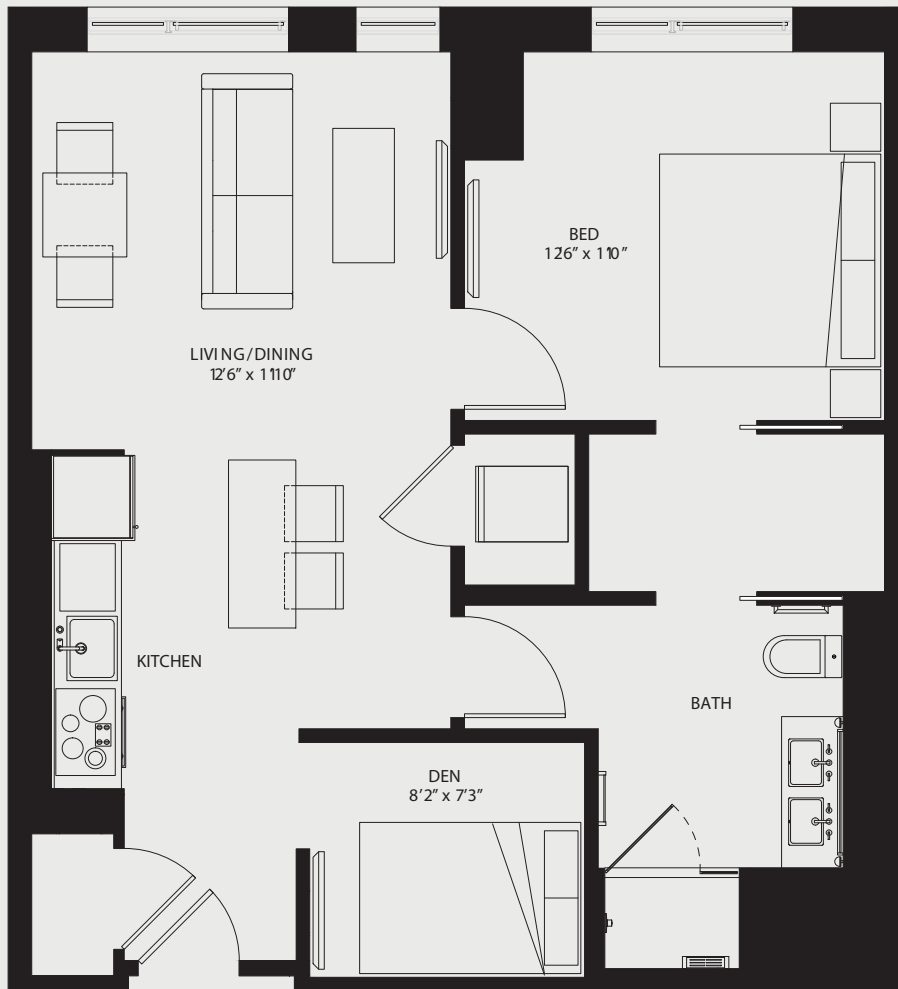 BED
12'6" x 11'0"
LIVING/DINING
12'6" x 11'10"
KITCHEN
BATH
DEN
8'2" x 7'3"